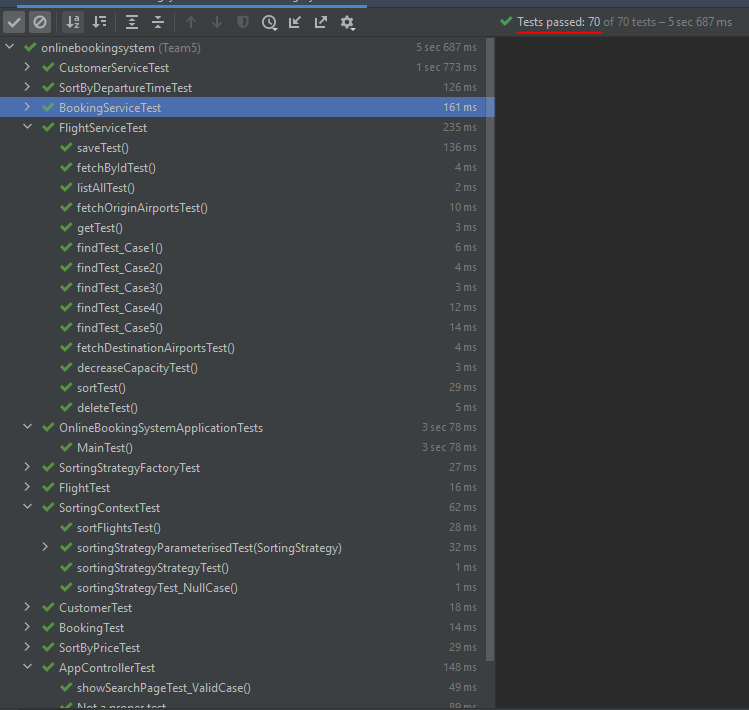 Tests passed: 70 of 70 tests – 5 sec 687 ms
onlinebookingsystem (Team5) 5 sec 687 ms
CustomerServiceTest 1 sec 773 ms
SortByDepartureTimeTest 126 ms
BookingServiceTest 161 ms
FlightServiceTest 235 ms
saveTest() 136 ms
fetchByIdTest() 4 ms
listAllTest() 2 ms
fetchOriginAirportsTest() 10 ms
getTest() 3 ms
findTest_Case1() 6 ms
findTest_Case2() 4 ms
findTest_Case3() 3 ms
findTest_Case4() 12 ms
findTest_Case5() 14 ms
fetchDestinationAirportsTest() 4 ms
decreaseCapacityTest() 3 ms
sortTest() 29 ms
deleteTest() 5 ms
OnlineBookingSystemApplicationTests 3 sec 78 ms
MainTest() 3 sec 78 ms
SortingStrategyFactoryTest 27 ms
FlightTest 16 ms
SortingContextTest 62 ms
sortFlightsTest() 28 ms
sortingStrategyParameterisedTest(SortingStrategy) 32 ms
sortingStrategyStrategyTest() 1 ms
sortingStrategyTest_NullCase() 1 ms
CustomerTest 18 ms
BookingTest 14 ms
SortByPriceTest 29 ms
AppControllerTest 148 ms
showSearchPageTest_ValidCase() 49 ms
Not a proper test 89 ms